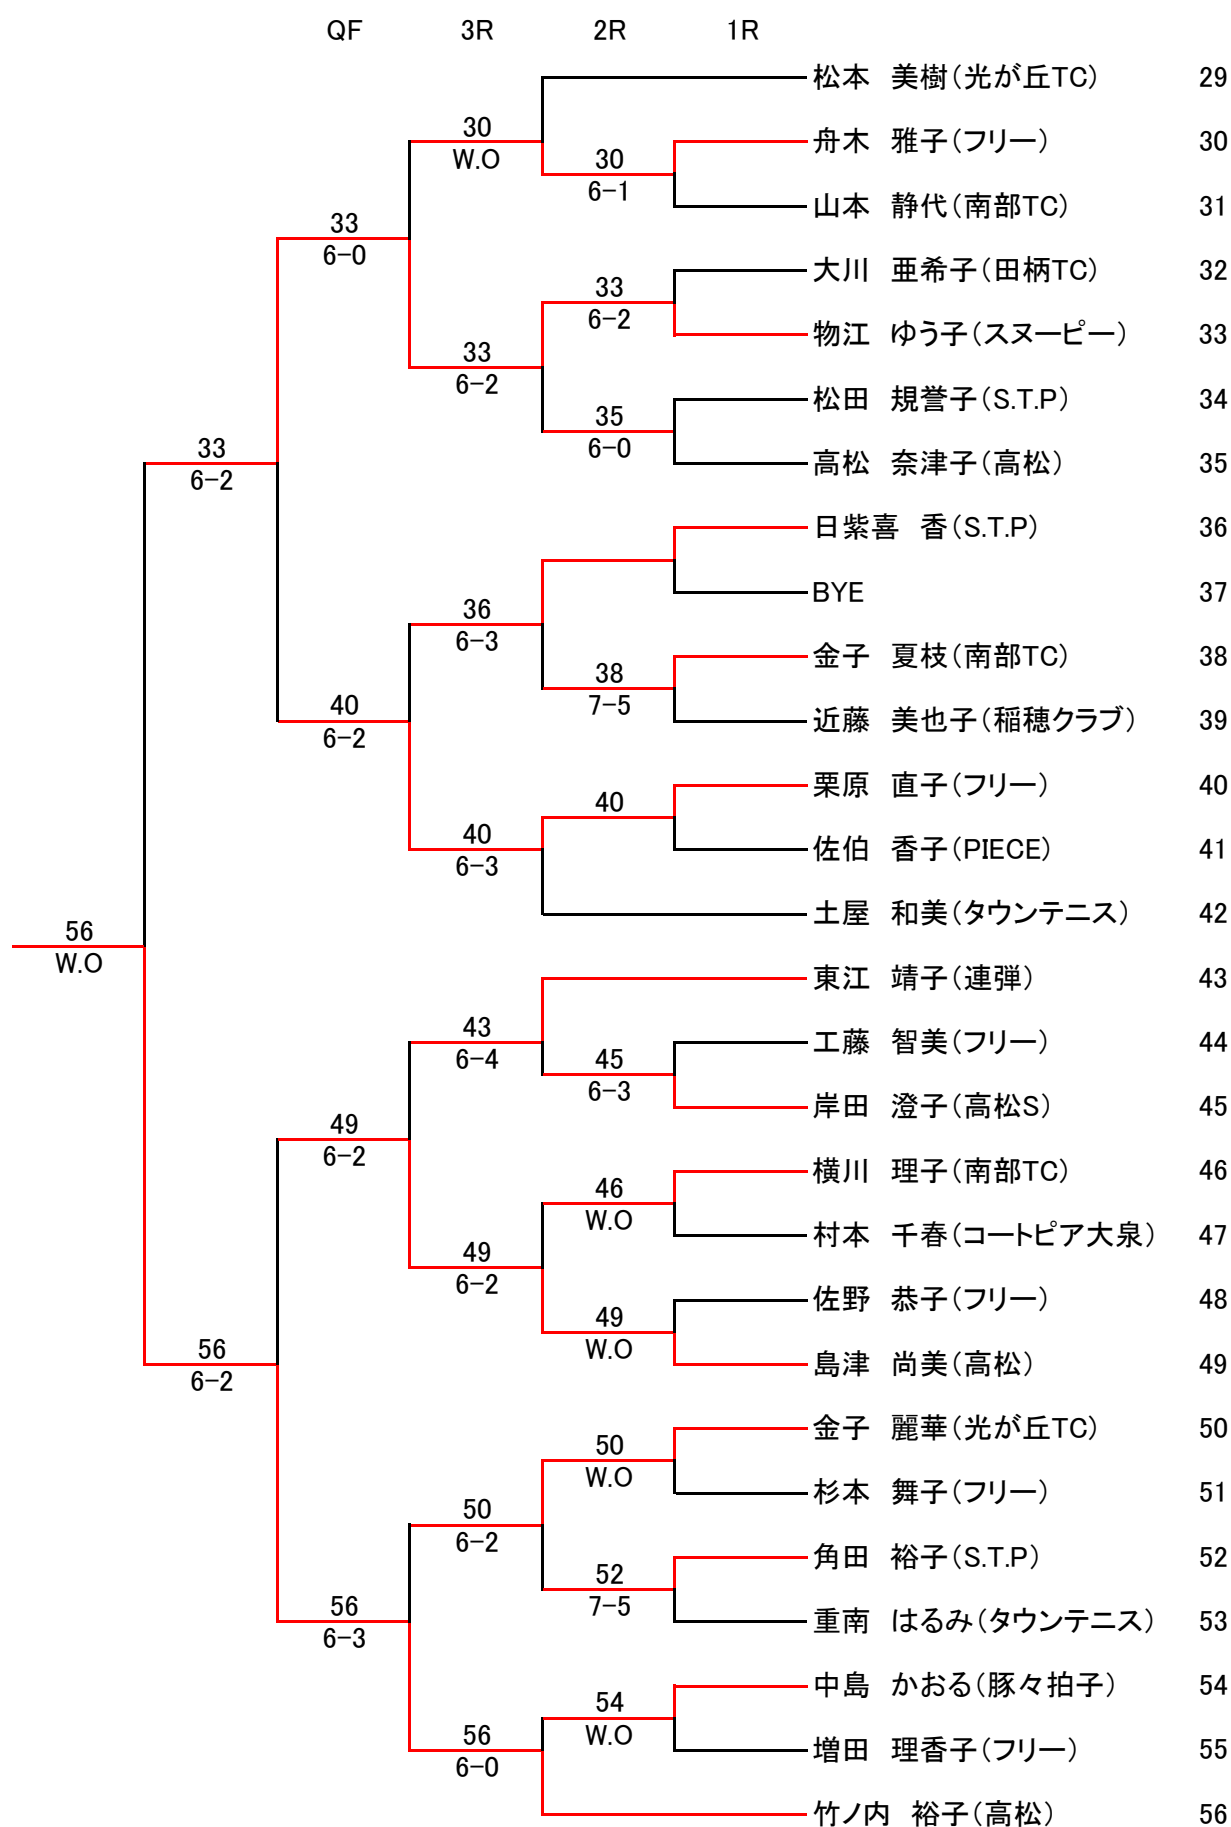 QF 3R 2R 1R
松本 美樹(光が丘TC) 29
30
W.O
舟木 雅子(フリー) 30
30
6-1
山本 静代(南部TC) 31
33
6-0
大川 亜希子(田柄TC) 32
33
6-2
物江 ゆう子(スヌーピー) 33
33
6-2
松田 規誉子(S.T.P) 34
35
6-0
高松 奈津子(高松) 35
33
6-2
日紫喜 香(S.T.P) 36
BYE 37
36
6-3
金子 夏枝(南部TC) 38
38
7-5
近藤 美也子(稲穂クラブ) 39
40
6-2
栗原 直子(フリー) 40
40
佐伯 香子(PIECE) 41
40
6-3
土屋 和美(タウンテニス) 42
56
W.O
東江 靖子(連弾) 43
43
6-4
工藤 智美(フリー) 44
45
6-3
岸田 澄子(高松S) 45
49
6-2
横川 理子(南部TC) 46
46
W.O
村本 千春(コートピア大泉) 47
49
6-2
佐野 恭子(フリー) 48
49
W.O
島津 尚美(高松) 49
56
6-2
金子 麗華(光が丘TC) 50
50
W.O
杉本 舞子(フリー) 51
50
6-2
角田 裕子(S.T.P) 52
52
7-5
重南 はるみ(タウンテニス) 53
56
6-3
中島 かおる(豚々拍子) 54
54
W.O
増田 理香子(フリー) 55
56
6-0
竹ノ内 裕子(高松) 56